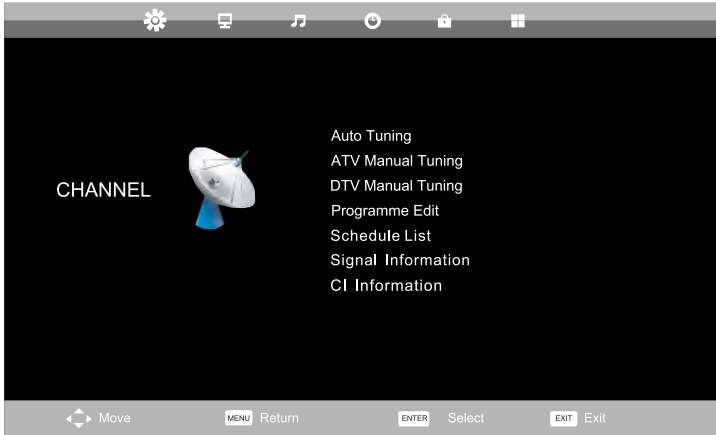 CHANNEL
Auto Tuning
ATV Manual Tuning
DTV Manual Tuning
Programme Edit
Schedule List
Signal Information
CI Information
Move MENU Return ENTER Select EXIT Exit